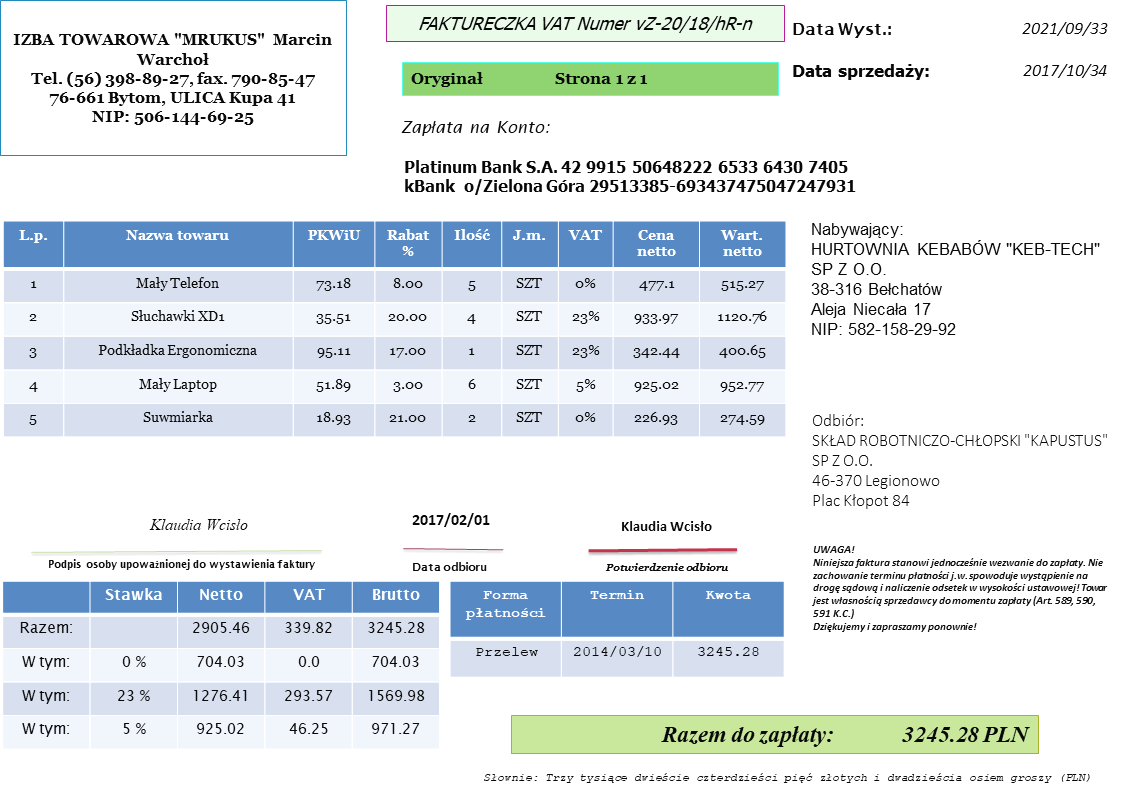 IZBA TOWAROWA "MRUKUS" Marcin
Warchoł
Tel. (56) 398-89-27, fax. 790-85-47
76-661 Bytom, ULICA Kupa 41
NIP: 506-144-69-25
FAKTURECZKA VAT Numer vZ-20/18/hR-n
Oryginał Strona 1 z 1
Data Wyst.: 2021/09/33
Data sprzedaży: 2017/10/34
Zapłata na Konto:
Platinum Bank S.A. 42 9915 50648222 6533 6430 7405
kBank o/Zielona Góra 29513385-693437475047247931
L.p. Nazwa towaru PKWiU Rabat % Ilość J.m. VAT Cena netto Wart. netto
1 Mały Telefon 73.18 8.00 5 SZT 0% 477.1 515.27
2 Słuchawki XD1 35.51 20.00 4 SZT 23% 933.97 1120.76
3 Podkładka Ergonomiczna 95.11 17.00 1 SZT 23% 342.44 400.65
4 Mały Laptop 51.89 3.00 6 SZT 5% 925.02 952.77
5 Suwmiarka 18.93 21.00 2 SZT 0% 226.93 274.59
Nabywający:
HURTOWNIA KEBABÓW "KEB-TECH"
SP Z O.O.
38-316 Bełchatów
Aleja Niecała 17
NIP: 582-158-29-92
Odbiór:
SKŁAD ROBOTNICZO-CHŁOPSKI "KAPUSTUS"
SP Z O.O.
46-370 Legionowo
Plac Kłopot 84
Klaudia Wcisło
Podpis osoby upoważnionej do wystawienia faktury
2017/02/01
Data odbioru
Klaudia Wcisło
Potwierdzenie odbioru
UWAGA!
Niniejsza faktura stanowi jednocześnie wezwanie do zapłaty. Nie
zachowanie terminu płatności j.w. spowoduje wystąpienie na
drogę sądową i naliczenie odsetek w wysokości ustawowej! Towar
jest własnością sprzedawcy do momentu zapłaty (Art. 589, 590,
591 K.C.)
Dziękujemy i zapraszamy ponownie!
Stawka Netto VAT Brutto
Razem: 2905.46 339.82 3245.28
W tym: 0 % 704.03 0.0 704.03
W tym: 23 % 1276.41 293.57 1569.98
W tym: 5 % 925.02 46.25 971.27
Forma płatności Termin Kwota
Przelew 2014/03/10 3245.28
Razem do zapłaty: 3245.28 PLN
Słownie: Trzy tysiące dwieście czterdzieści pięć złotych i dwadzieścia osiem groszy (PLN)